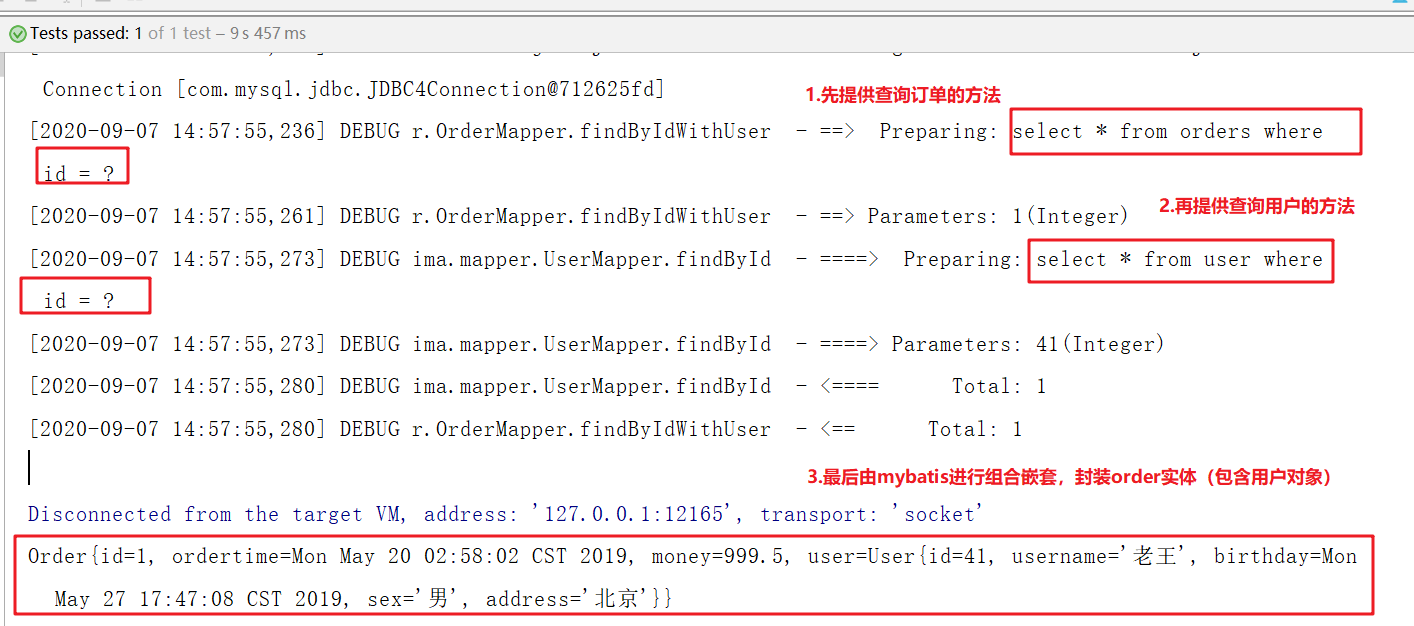 Tests passed: 1 of 1 test – 9 s 457 ms
Connection [com.mysql.jdbc.JDBC4Connection@712625fd]
1.先提供查询订单的方法
[2020-09-07 14:57:55,236] DEBUG r.OrderMapper.findByIdWithUser - ==> Preparing: select * from orders where
id = ?
[2020-09-07 14:57:55,261] DEBUG r.OrderMapper.findByIdWithUser - ==> Parameters: 1(Integer)
2.再提供查询用户的方法
[2020-09-07 14:57:55,273] DEBUG ima.mapper.UserMapper.findById - ====> Preparing: select * from user where
id = ?
[2020-09-07 14:57:55,273] DEBUG ima.mapper.UserMapper.findById - ====> Parameters: 41(Integer)
[2020-09-07 14:57:55,280] DEBUG ima.mapper.UserMapper.findById - <==== Total: 1
[2020-09-07 14:57:55,280] DEBUG r.OrderMapper.findByIdWithUser - <== Total: 1
3.最后由mybatis进行组合嵌套，封装order实体（包含用户对象）
Disconnected from the target VM, address: '127.0.0.1:12165', transport: 'socket'
Order{id=1, ordertime=Mon May 20 02:58:02 CST 2019, money=999.5, user=User{id=41, username='老王', birthday=Mon
May 27 17:47:08 CST 2019, sex='男', address='北京'}}